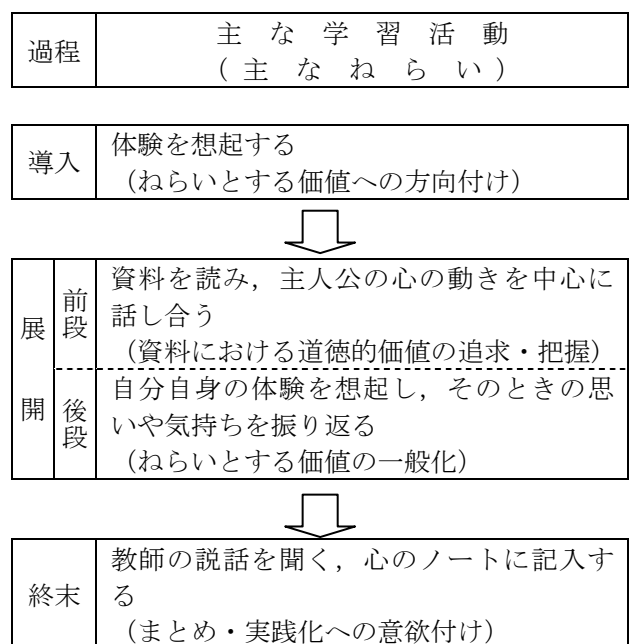 過程
主な学習活動
(主なねらい)
導入
体験を想起する
(ねらいとする価値への方向付け)
展開
前段
資料を読み，主人公の心の動きを中心に
話し合う
(資料における道徳的価値の追求・把握)
後段
自分自身の体験を想起し，そのときの思
いや気持ちを振り返る
(ねらいとする価値の一般化)
終末
教師の説話を聞く，心のノートに記入す
る
(まとめ・実践化への意欲付け)